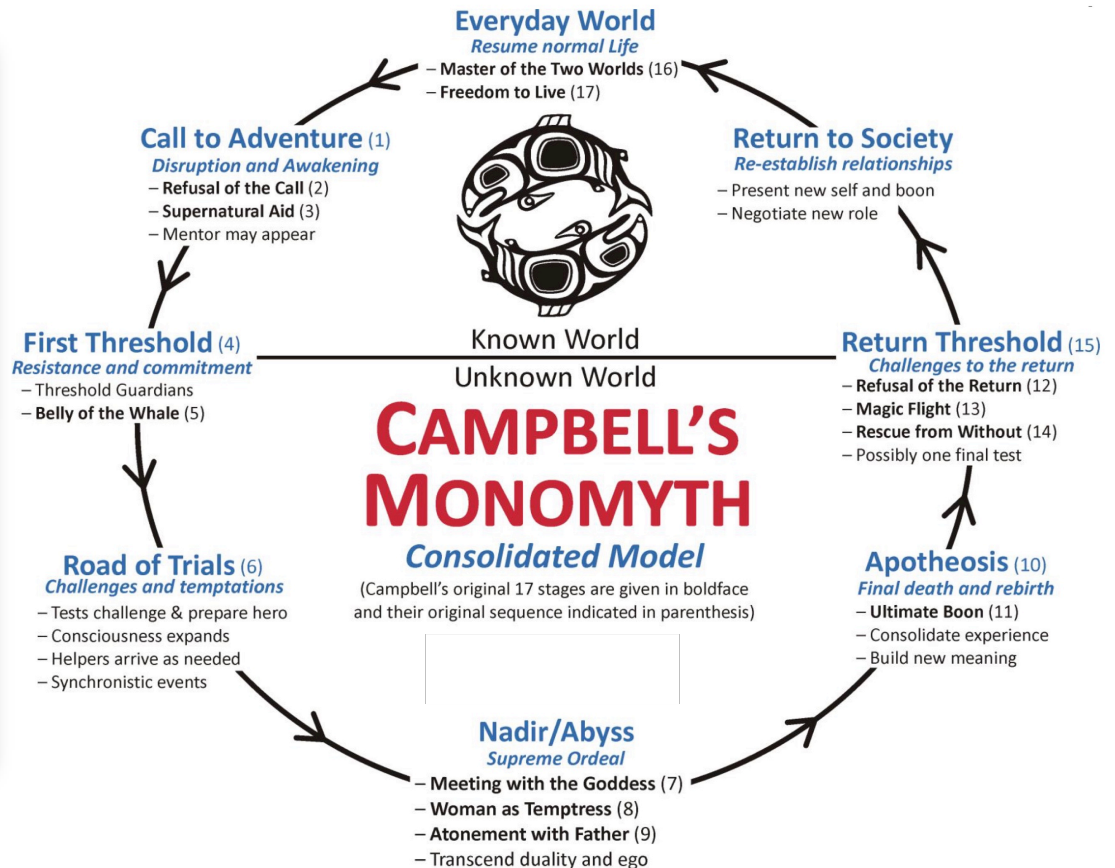 Everyday World
Resume normal Life
– Master of the Two Worlds (16)
– Freedom to Live (17)
Call to Adventure (1)
Disruption and Awakening
– Refusal of the Call (2)
– Supernatural Aid (3)
– Mentor may appear
Return to Society
Re-establish relationships
– Present new self and boon
– Negotiate new role
Known World
First Threshold (4)
Resistance and commitment
– Threshold Guardians
– Belly of the Whale (5)
Return Threshold (15)
Challenges to the return
– Refusal of the Return (12)
– Magic Flight (13)
– Rescue from Without (14)
– Possibly one final test
Unknown World
CAMPBELL'S
MONOMYTH
Consolidated Model
(Campbell's original 17 stages are given in boldface
and their original sequence indicated in parenthesis)
Road of Trials (6)
Challenges and temptations
– Tests challenge & prepare hero
– Consciousness expands
– Helpers arrive as needed
– Synchronistic events
Apotheosis (10)
Final death and rebirth
– Ultimate Boon (11)
– Consolidate experience
– Build new meaning
Nadir/Abyss
Supreme Ordeal
– Meeting with the Goddess (7)
– Woman as Temptress (8)
– Atonement with Father (9)
– Transcend duality and ego